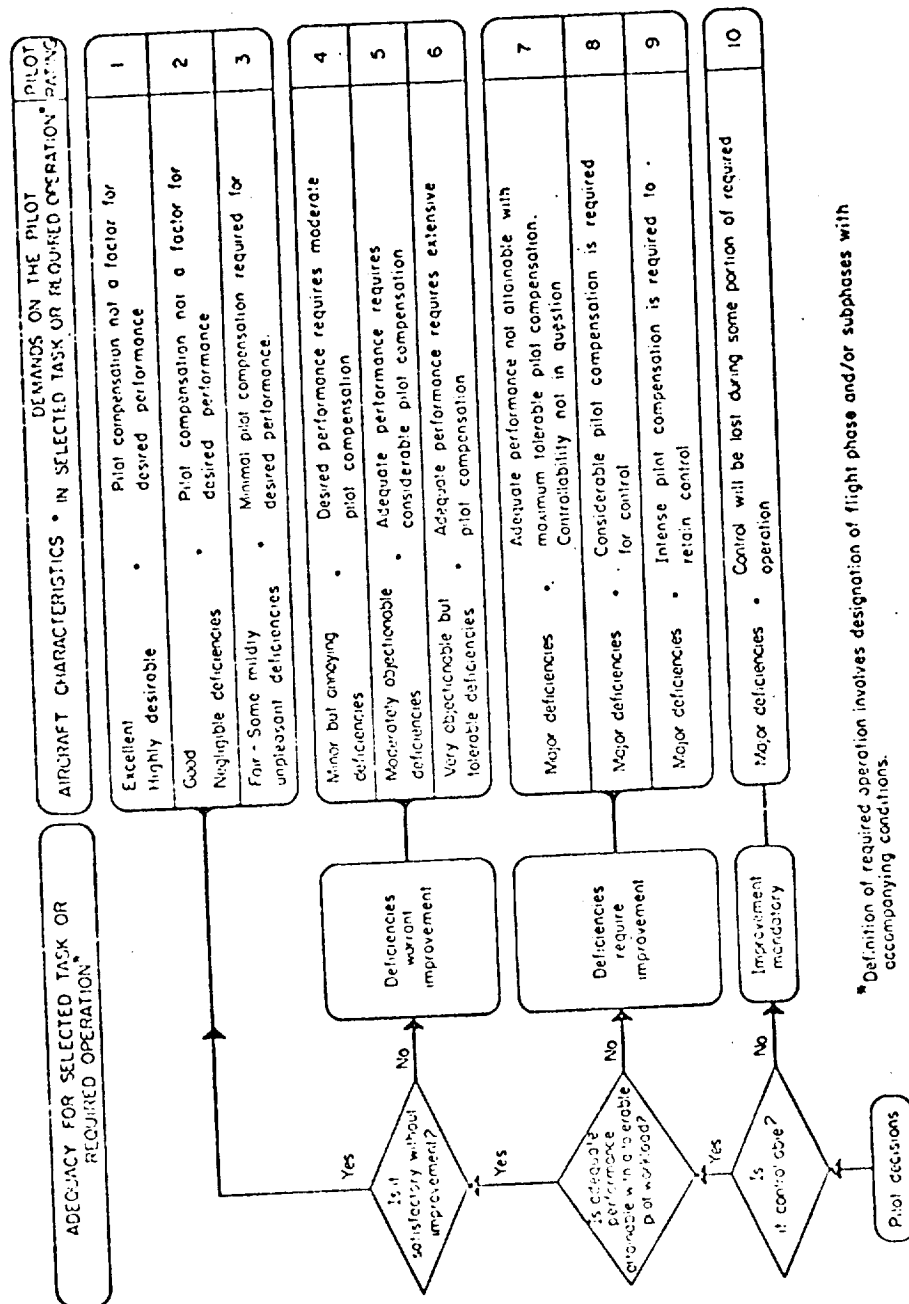 ADEQUACY FOR SELECTED TASK OR
REQUIRED OPERATION*
AIRCRAFT CHARACTERISTICS •
DEMANDS ON THE PILOT
IN SELECTED TASK OR REQUIRED OPERATION*
PILOT
RATING
Excellent
Highly desirable
•
Pilot compensation not a factor for
desired performance
1
Good
Negligible deficiencies
•
Pilot compensation not a factor for
desired performance
2
Fair - Some mildly
unpleasant deficiencies
•
Minimal pilot compensation required for
desired performance.
3
Minor but annoying
deficiencies
•
Desired performance requires moderate
pilot compensation
4
Moderately objectionable
deficiencies
•
Adequate performance requires
considerable pilot compensation
5
Very objectionable but
tolerable deficiencies
•
Adequate performance requires extensive
pilot compensation
6
Major deficiencies
•
Adequate performance not attainable with
maximum tolerable pilot compensation.
Controllability not in question
7
Major deficiencies
•
Considerable pilot compensation is required
for control
8
Major deficiencies
•
Intense pilot compensation is required to
retain control
9
Major deficiencies
•
Control will be lost during some portion of required
operation
10
Yes
Is it
satisfactory without
improvement?
No
Deficiencies
warrant
improvement
Yes
Is adequate
performance
attainable with a tolerable
pilot workload?
No
Deficiencies
require
improvement
Yes
Is
it controllable?
No
Improvement
mandatory
Pilot decisions
*Definition of required operation involves designation of flight phase and/or subphases with
accompanying conditions.